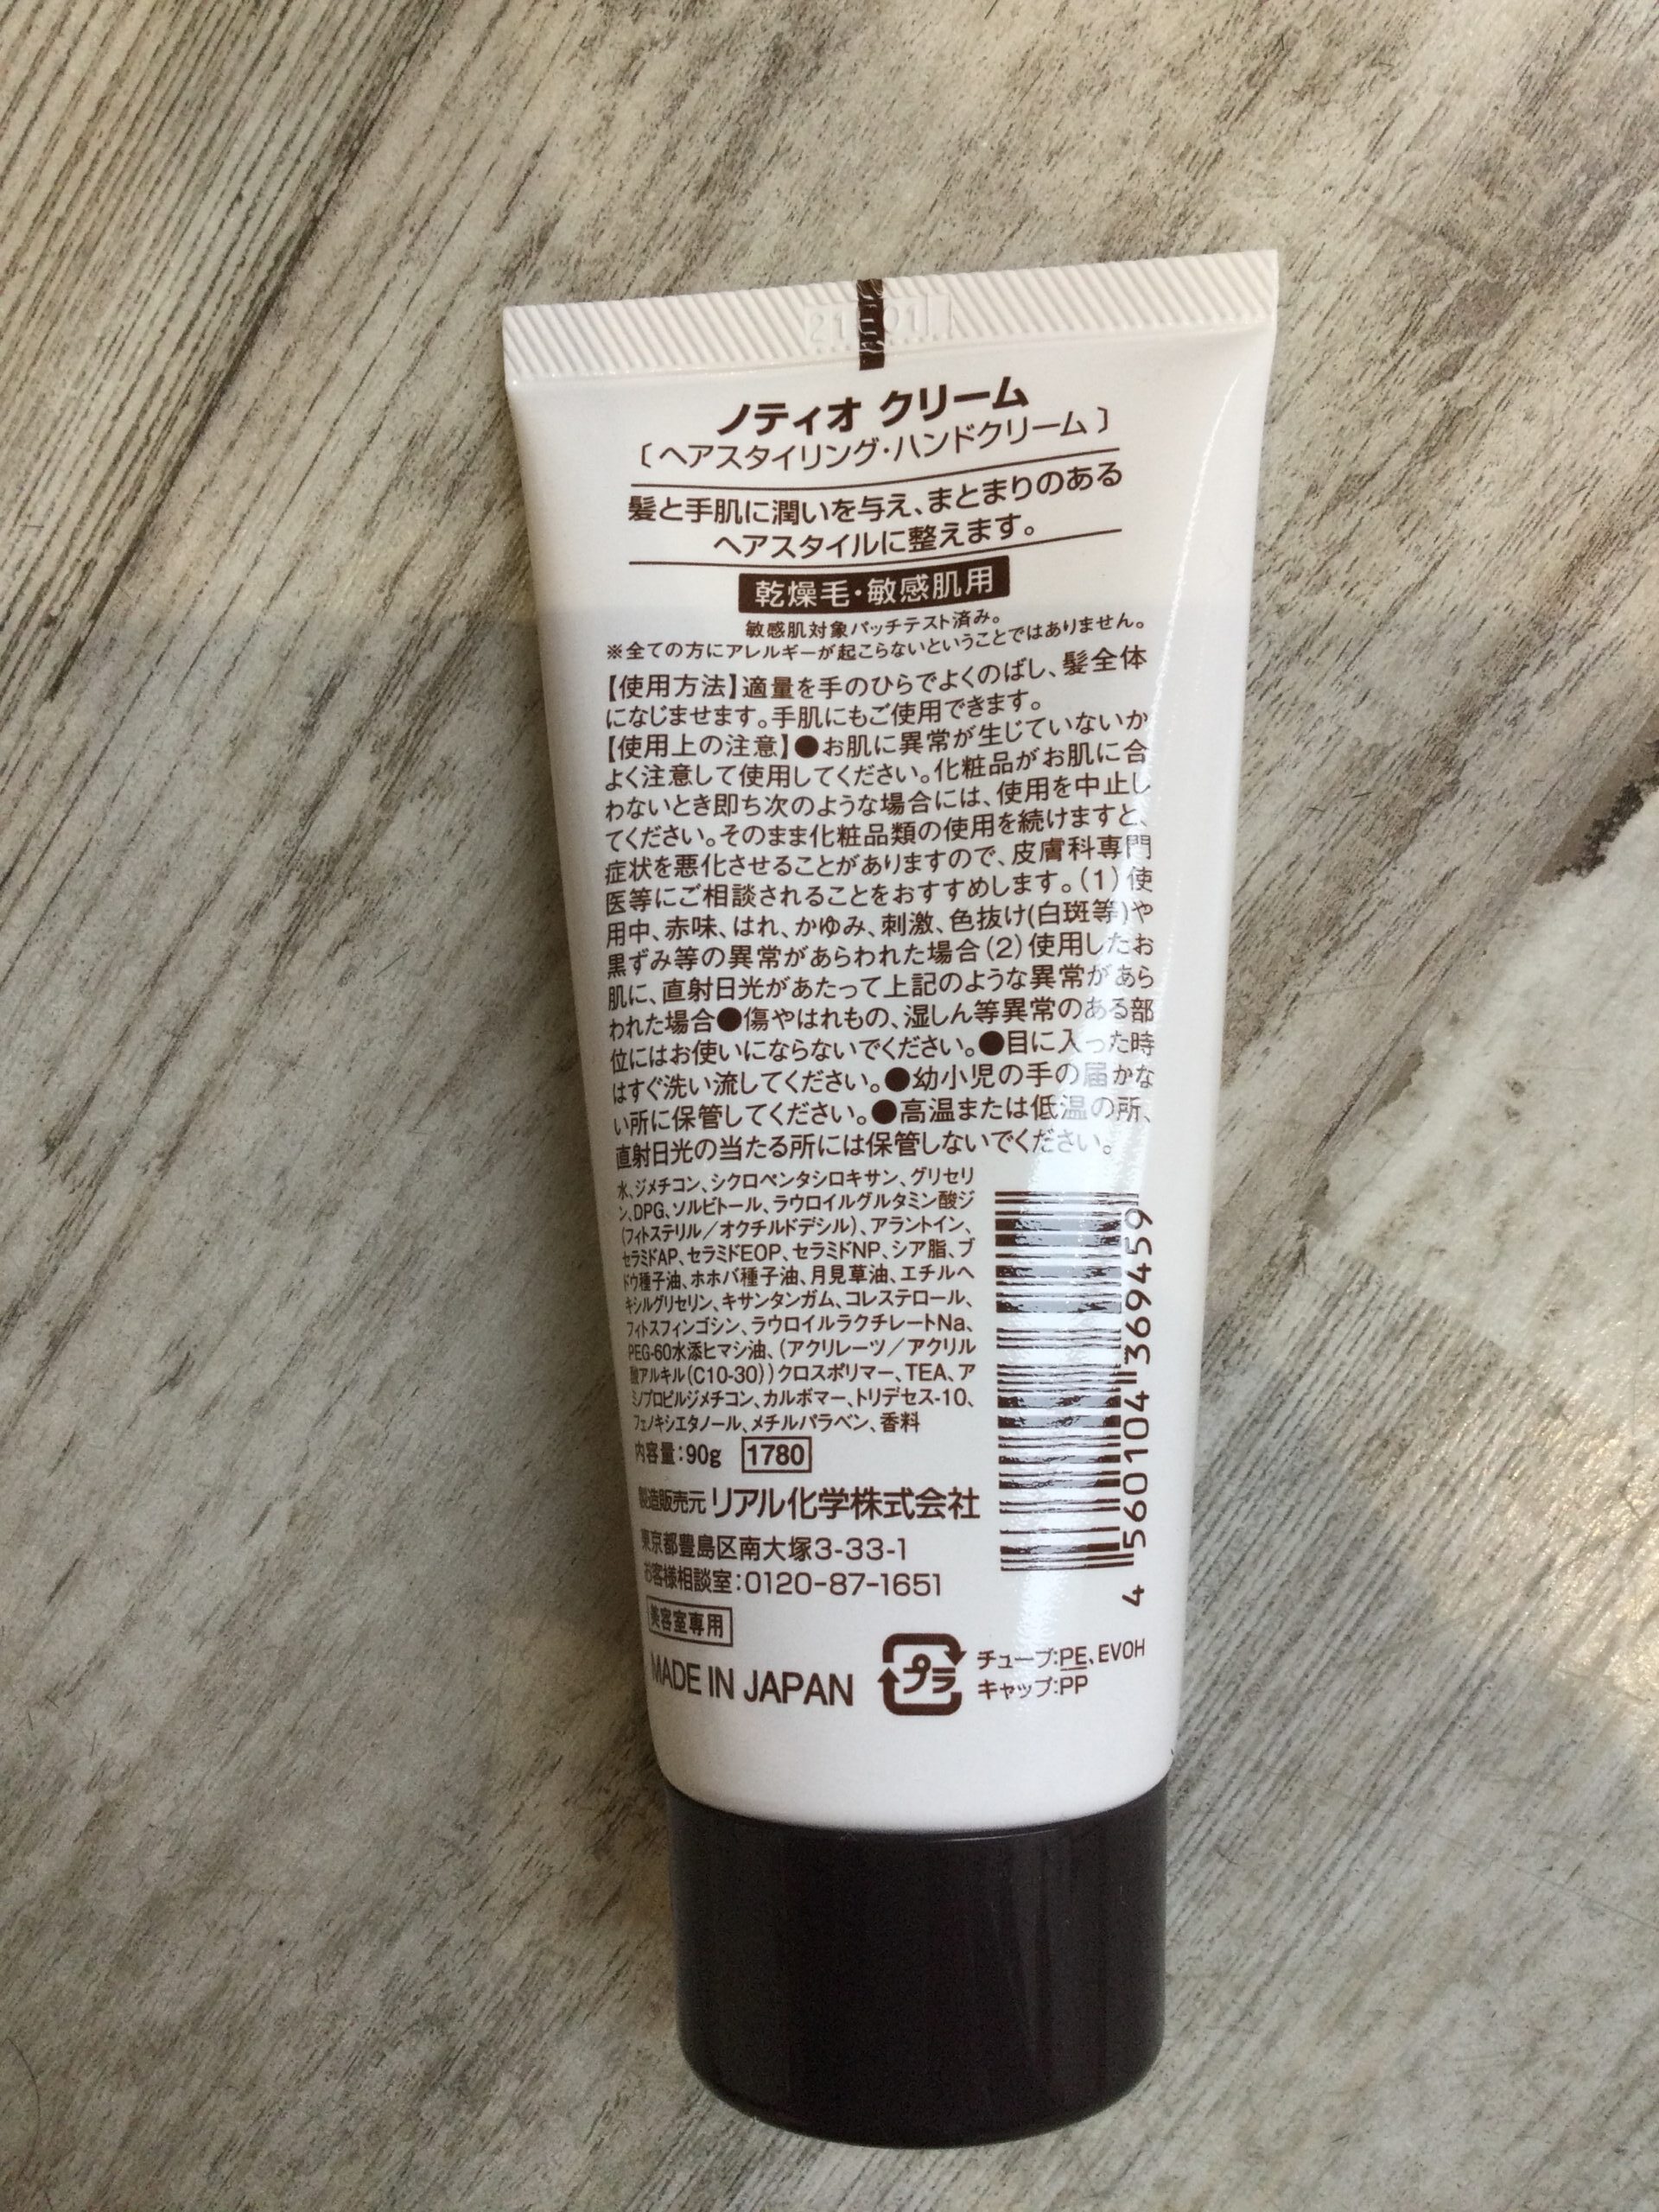 ノティオ クリーム
〔ヘアスタイリング・ハンドクリーム〕
髪と手肌に潤いを与え、まとまりのある
ヘアスタイルに整えます。
乾燥毛・敏感肌用
敏感肌対象パッチテスト済み。
※全ての方にアレルギーが起こらないということではありません。
【使用方法】適量を手のひらでよくのばし、髪全体
になじませます。手肌にもご使用できます。
【使用上の注意】●お肌に異常が生じていないか
よく注意して使用してください。化粧品がお肌に合
わないとき即ち次のような場合には、使用を中止し
てください。そのまま化粧品類の使用を続けますと、
症状を悪化させることがありますので、皮膚科専門
医等にご相談されることをおすすめします。(1)使
用中、赤味、はれ、かゆみ、刺激、色抜け(白斑等)や
黒ずみ等の異常があらわれた場合(2)使用したお
肌に、直射日光があたって上記のような異常があら
われた場合●傷やはれもの、湿しん等異常のある部
位にはお使いにならないでください。●目に入った時
はすぐ洗い流してください。●幼小児の手の届かな
い所に保管してください。●高温または低温の所、
直射日光の当たる所には保管しないでください。
水、ジメチコン、シクロペンタシロキサン、グリセリ
ン、DPG、ソルビトール、ラウロイルグルタミン酸ジ
(フィトステリル/オクチルドデシル)、アラントイン、
セラミドAP、セラミドEOP、セラミドNP、シア脂、ブ
ドウ種子油、ホホバ種子油、月見草油、エチルヘ
キシルグリセリン、キサンタンガム、コレステロール、
フィトスフィンゴシン、ラウロイルラクチレートNa、
PEG-60水添ヒマシ油、(アクリレーツ/アクリル
酸アルキル(C10-30))クロスポリマー、TEA、ア
ミノプロピルジメチコン、カルボマー、トリデセス-10、
フェノキシエタノール、メチルパラベン、香料
内容量:90g 1780
製造販売元 リアル化学株式会社
東京都豊島区南大塚3-33-1
お客様相談室:0120-87-1651
美容室専用
MADE IN JAPAN
プラ
チューブ:PE、EVOH
キャップ:PP
4 560104 369459